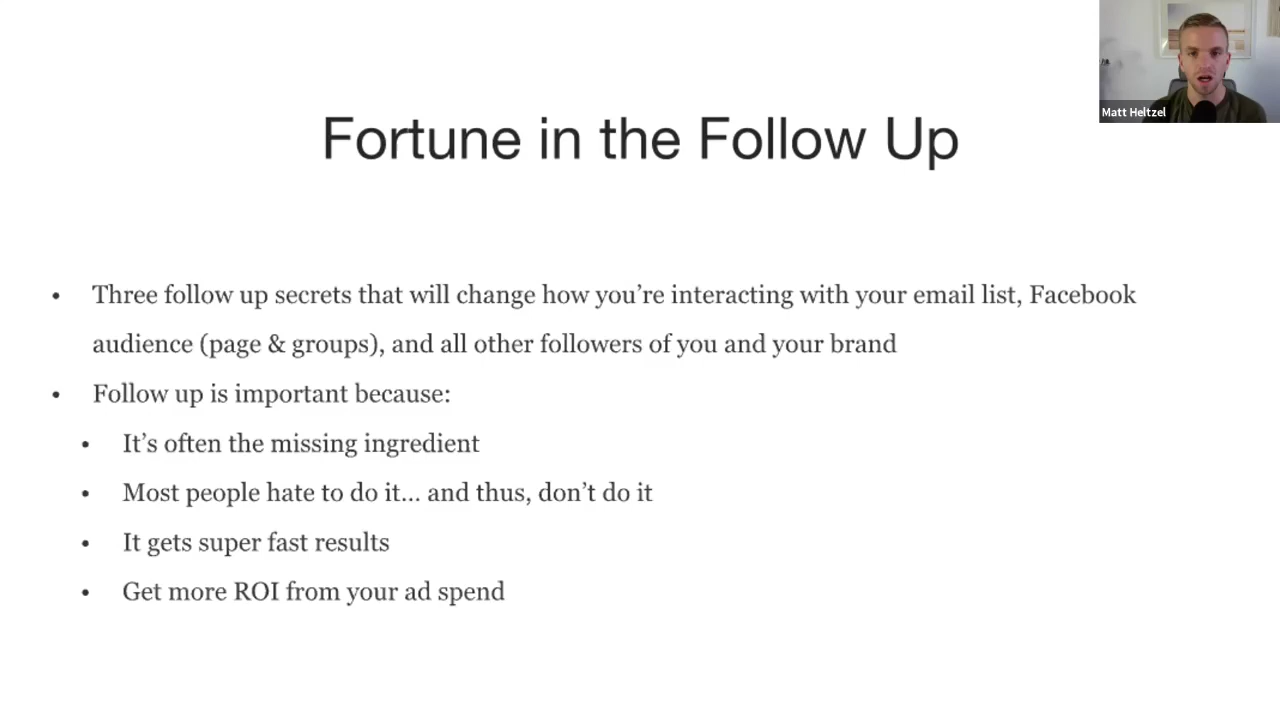 Matt Heltzel
Fortune in the Follow Up
• Three follow up secrets that will change how you’re interacting with your email list, Facebook
audience (page & groups), and all other followers of you and your brand
• Follow up is important because:
• It’s often the missing ingredient
• Most people hate to do it… and thus, don’t do it
• It gets super fast results
• Get more ROI from your ad spend